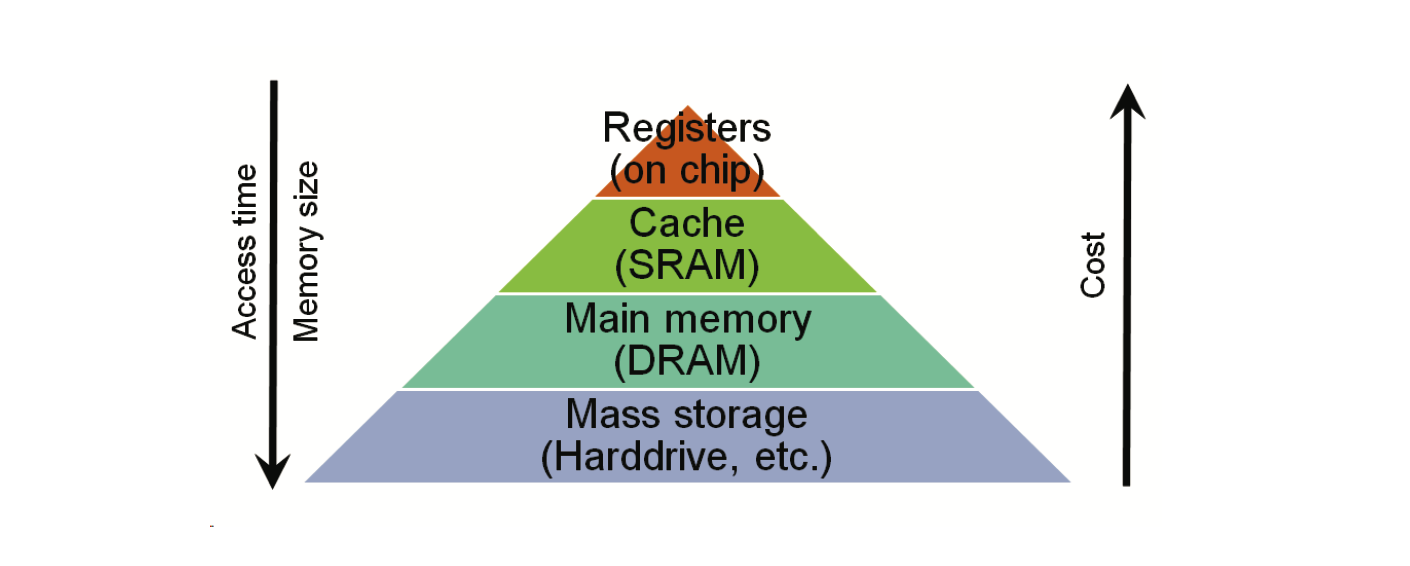 Registers
(on chip)
Cache
(SRAM)
Main memory
(DRAM)
Mass storage
(Harddrive, etc.)
Access time
Memory size
Cost